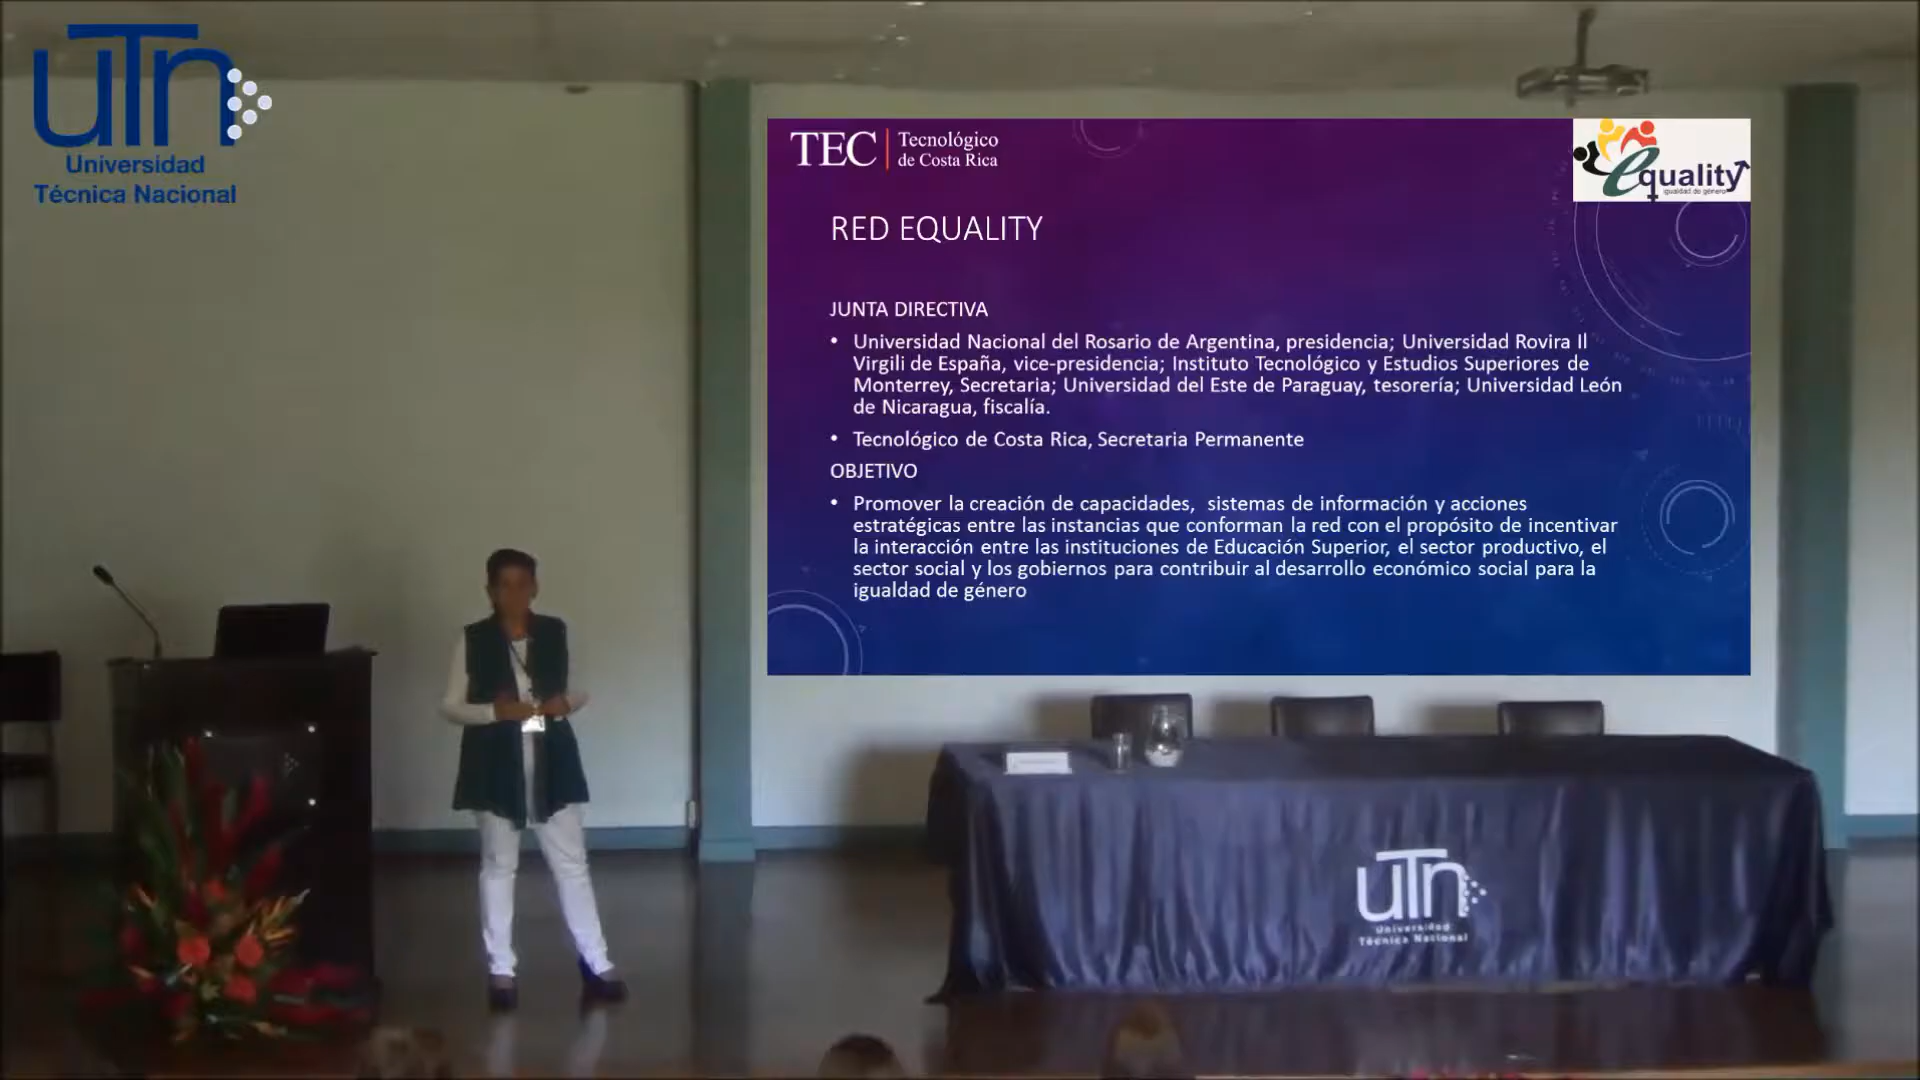 uTn
Universidad
Técnica Nacional
TEC | Tecnológico
de Costa Rica
equality
igualdad de género
RED EQUALITY
JUNTA DIRECTIVA
• Universidad Nacional del Rosario de Argentina, presidencia; Universidad Rovira Il
Virgili de España, vice-presidencia; Instituto Tecnológico y Estudios Superiores de
Monterrey, Secretaria; Universidad del Este de Paraguay, tesorería; Universidad León
de Nicaragua, fiscalía.
• Tecnológico de Costa Rica, Secretaria Permanente
OBJETIVO
• Promover la creación de capacidades, sistemas de información y acciones
estratégicas entre las instancias que conforman la red con el propósito de incentivar
la interacción entre las instituciones de Educación Superior, el sector productivo, el
sector social y los gobiernos para contribuir al desarrollo económico social para la
igualdad de género
uTn
Universidad
Técnica Nacional